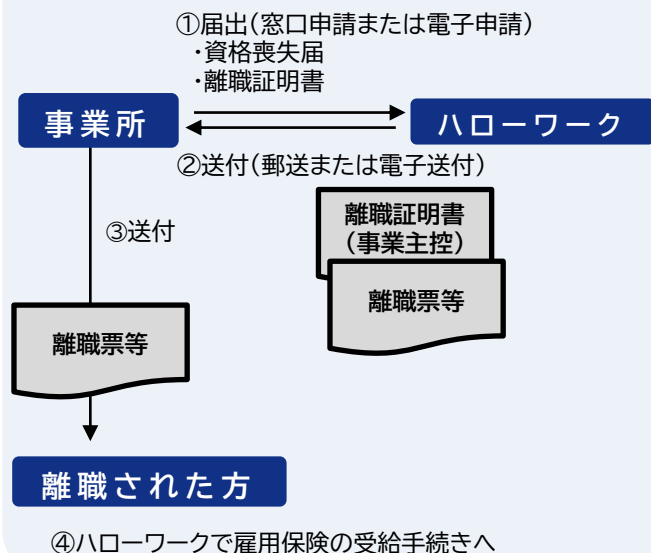 ①届出(窓口申請または電子申請)
・資格喪失届
・離職証明書
事業所
ハローワーク
②送付(郵送または電子送付)
離職証明書
(事業主控)
離職票等
③送付
離職票等
離職された方
④ハローワークで雇用保険の受給手続きへ